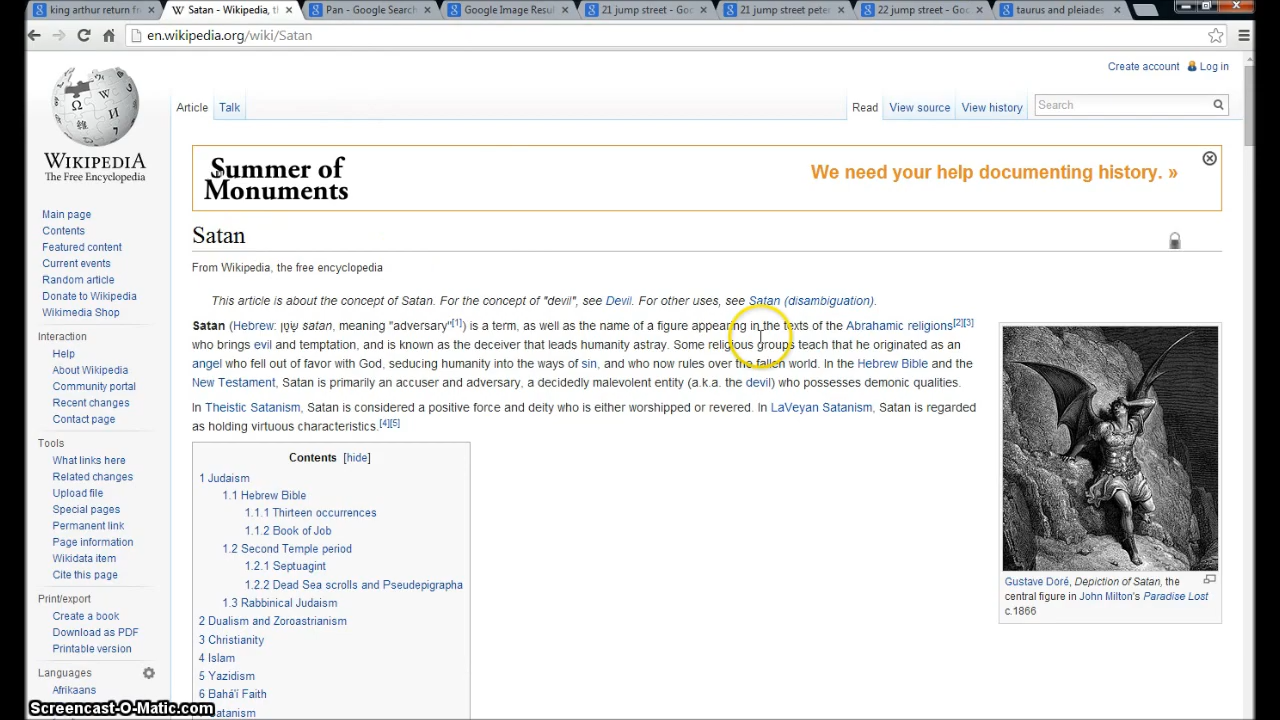 king arthur return fr
Satan - Wikipedia, th
Pan - Google Search
Google Image Resu
21 jump street - Go
21 jump street pete
22 jump street - Go
taurus and pleiades
en.wikipedia.org/wiki/Satan
Create account Log in
Article Talk Read View source View history Search
WIKIPEDIA
The Free Encyclopedia
Summer of
Monuments
We need your help documenting history. »
Main page
Contents
Featured content
Current events
Random article
Donate to Wikipedia
Wikimedia Shop
Interaction
Help
About Wikipedia
Community portal
Recent changes
Contact page
Tools
What links here
Related changes
Upload file
Special pages
Permanent link
Page information
Wikidata item
Cite this page
Print/export
Create a book
Download as PDF
Printable version
Languages
Afrikaans
Satan
From Wikipedia, the free encyclopedia
This article is about the concept of Satan. For the concept of "devil", see Devil. For other uses, see Satan (disambiguation).
Satan (Hebrew: שָּׂטָן satan, meaning "adversary"[1]) is a term, as well as the name of a figure appearing in the texts of the Abrahamic religions[2][3]
who brings evil and temptation, and is known as the deceiver that leads humanity astray. Some religious groups teach that he originated as an
angel who fell out of favor with God, seducing humanity into the ways of sin, and who now rules over the fallen world. In the Hebrew Bible and the
New Testament, Satan is primarily an accuser and adversary, a decidedly malevolent entity (a.k.a. the devil) who possesses demonic qualities.
In Theistic Satanism, Satan is considered a positive force and deity who is either worshipped or revered. In LaVeyan Satanism, Satan is regarded
as holding virtuous characteristics.[4][5]
Contents [hide]
1 Judaism
1.1 Hebrew Bible
1.1.1 Thirteen occurrences
1.1.2 Book of Job
1.2 Second Temple period
1.2.1 Septuagint
1.2.2 Dead Sea scrolls and Pseudepigrapha
1.3 Rabbinical Judaism
2 Dualism and Zoroastrianism
3 Christianity
4 Islam
5 Yazidism
6 Bahá'í Faith
Satanism
Gustave Doré, Depiction of Satan, the
central figure in John Milton's Paradise Lost
c.1866
Screencast-O-Matic.com